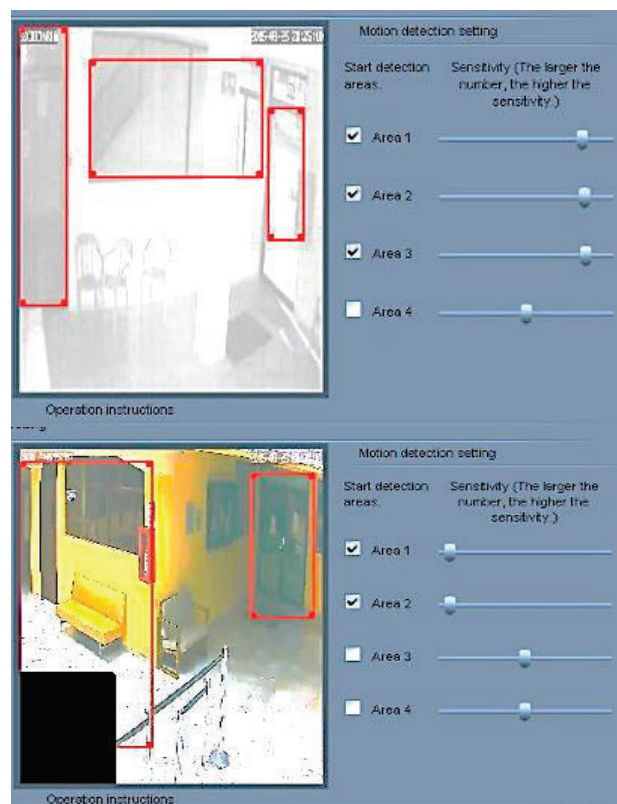 Motion detection setting
Start detection areas.
Sensitivity (The larger the number, the higher the sensitivity.)
Area 1
Area 2
Area 3
Area 4
Operation instructions
Motion detection setting
Start detection areas.
Sensitivity (The larger the number, the higher the sensitivity.)
Area 1
Area 2
Area 3
Area 4
Operation instructions